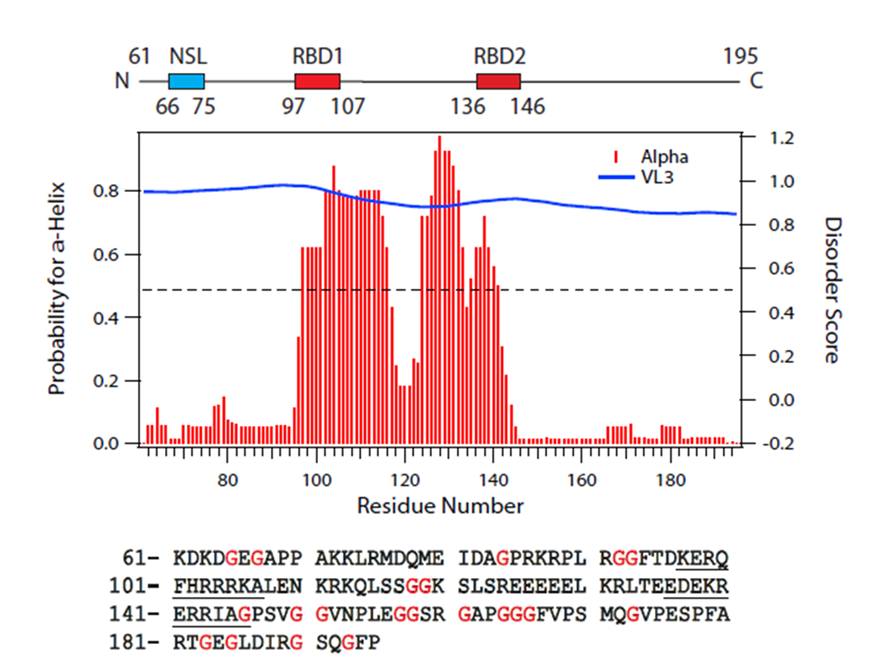 61 NSL RBD1 RBD2 195
N C
66 75 97 107 136 146
1.2
Alpha
VL3
1.0
0.8
0.8
0.6
0.6
0.4
0.4
0.2
0.2
0.0
0.0
-0.2
Probability for a-Helix
Disorder Score
80 100 120 140 160 180
Residue Number
61- KDKDGEGAPP AKKLRMDQME IDAGPRKRPL RGGFTDKERQ
101- FHRRRKALEN KRKQLSSGGK SLSREEEEEL KRLTEEDEKR
141- ERRIAGPSVG GVNPLEGGSR GAPGGGFVPS MQGVPESPFA
181- RTGEGLDIRG SQGFP